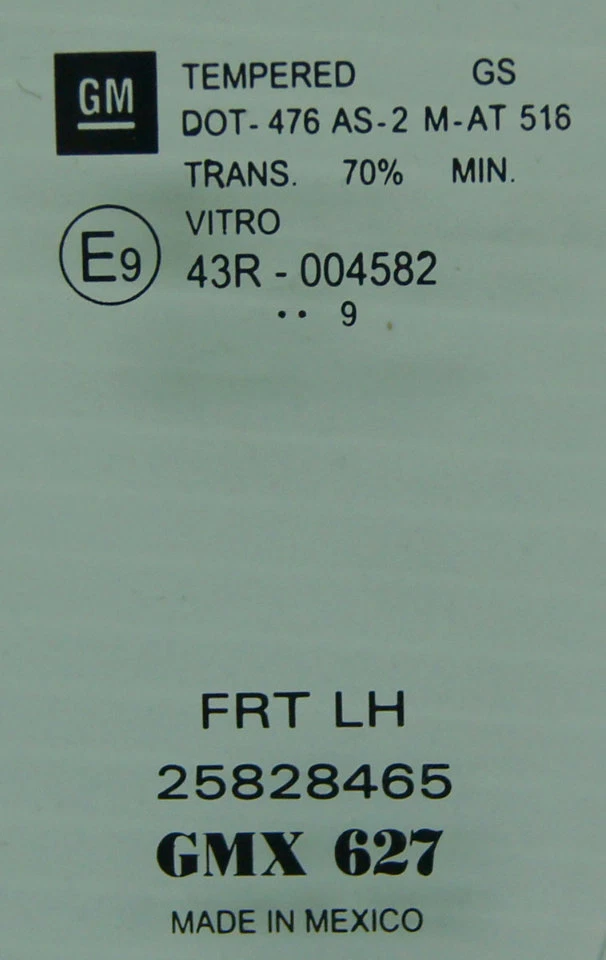 GM
TEMPERED GS
DOT- 476 AS-2 M-AT 516
TRANS. 70% MIN.
VITRO
E9
43R - 004582
•• 9
FRT LH
25828465
GMX 627
MADE IN MEXICO